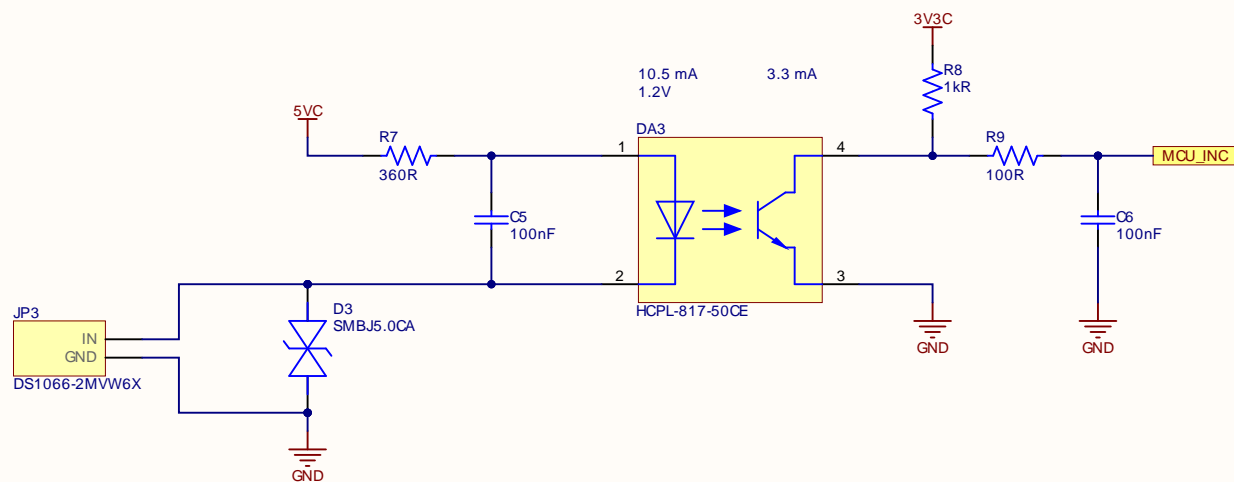 3V3C
10.5 mA
3.3 mA
1.2V
R8
1kR
5VC
DA3
R7
1
4
R9
MCU_INC
360R
100R
C5
100nF
C6
100nF
2
3
JP3
D3
HCPL-817-50CE
SMBJ5.0CA
IN
GND
GND
GND
DS1066-2MVW6X
GND